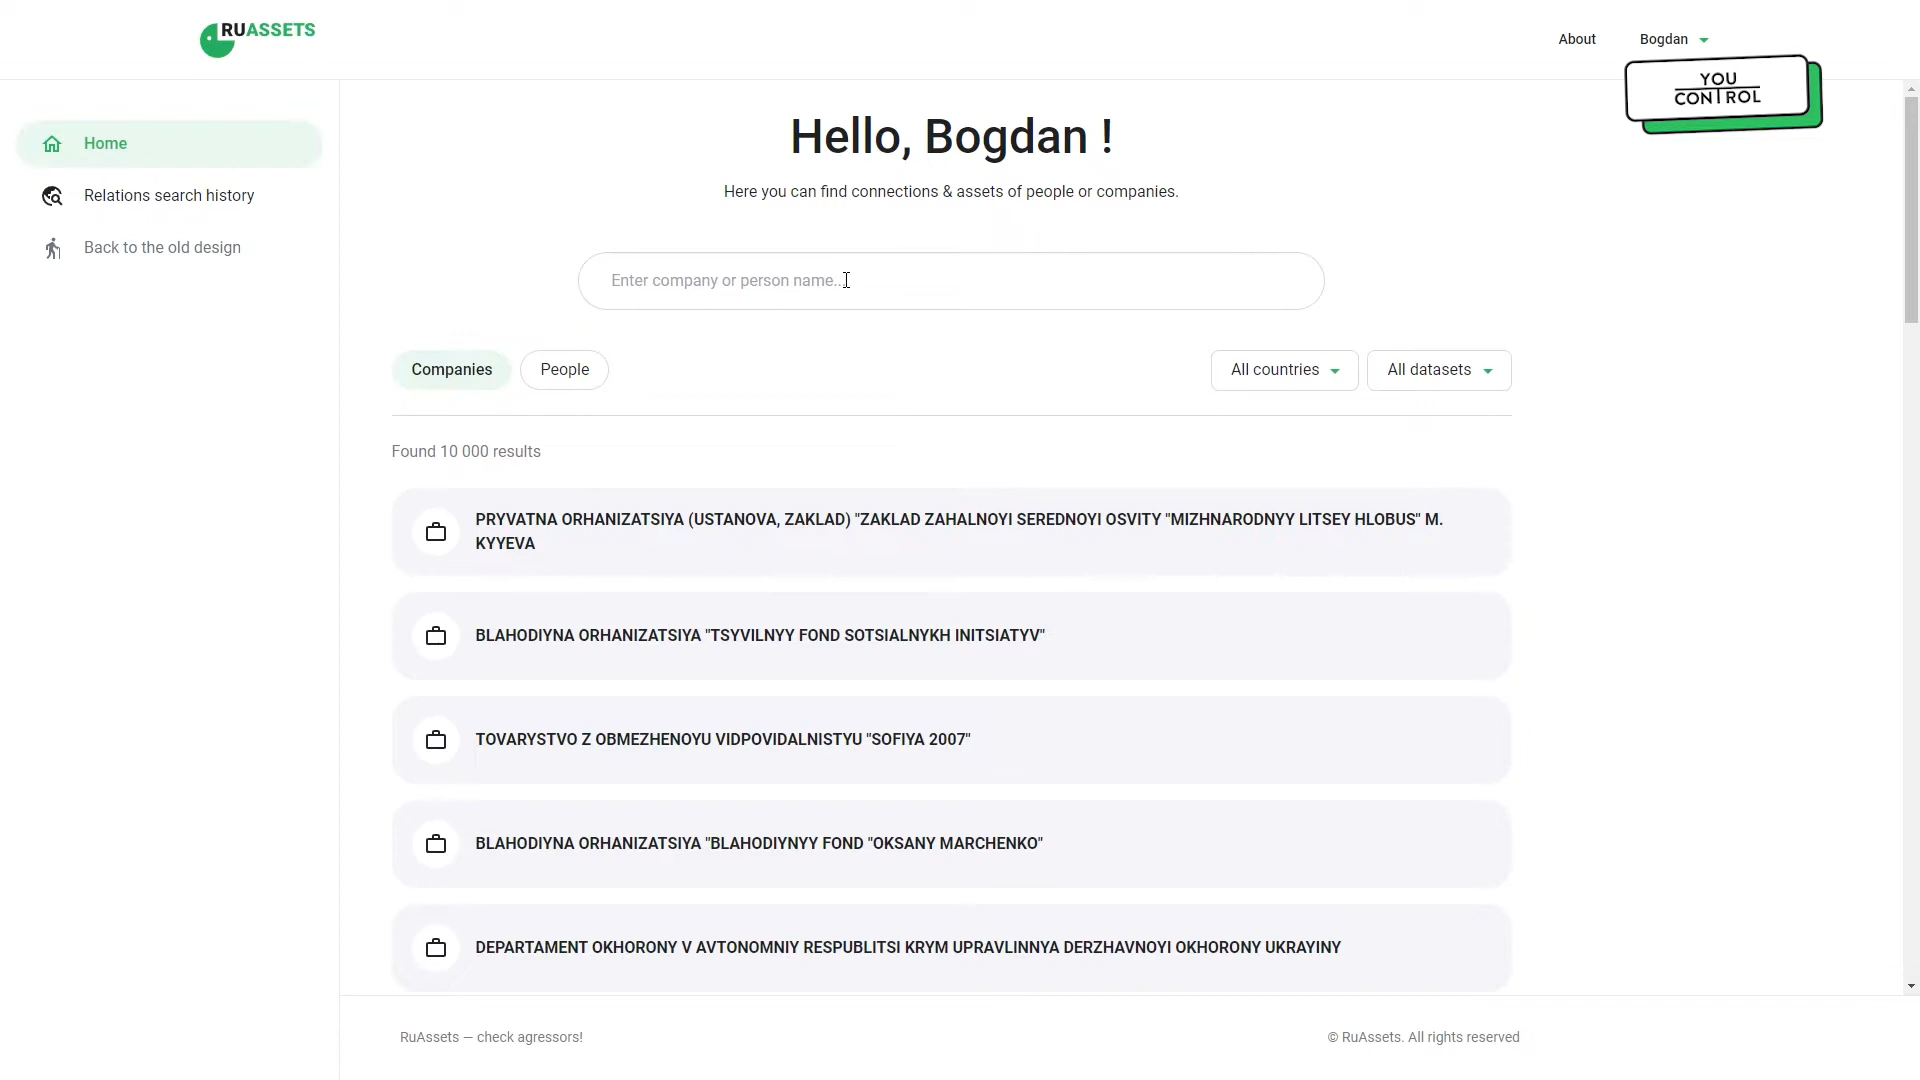 RUASSETS
About
Bogdan
YOU
CONTROL
Home
Relations search history
Back to the old design
Hello, Bogdan !
Here you can find connections & assets of people or companies.
Enter company or person name...
Companies
People
All countries
All datasets
Found 10 000 results
PRYVATNA ORHANIZATSIYA (USTANOVA, ZAKLAD) "ZAKLAD ZAHALNOYI SEREDNOYI OSVITY "MIZHNARODNYY LITSEY HLOBUS" M.
KYYEVA
BLAHODIYNA ORHANIZATSIYA "TSYVILNYY FOND SOTSIALNYKH INITSIATYV"
TOVARYSTVO Z OBMEZHENOYU VIDPOVIDALNISTYU "SOFIYA 2007"
BLAHODIYNA ORHANIZATSIYA "BLAHODIYNYY FOND "OKSANY MARCHENKO"
DEPARTAMENT OKHORONY V AVTONOMNIY RESPUBLITSI KRYM UPRAVLINNYA DERZHAVNOYI OKHORONY UKRAYINY
RuAssets — check agressors!
© RuAssets. All rights reserved